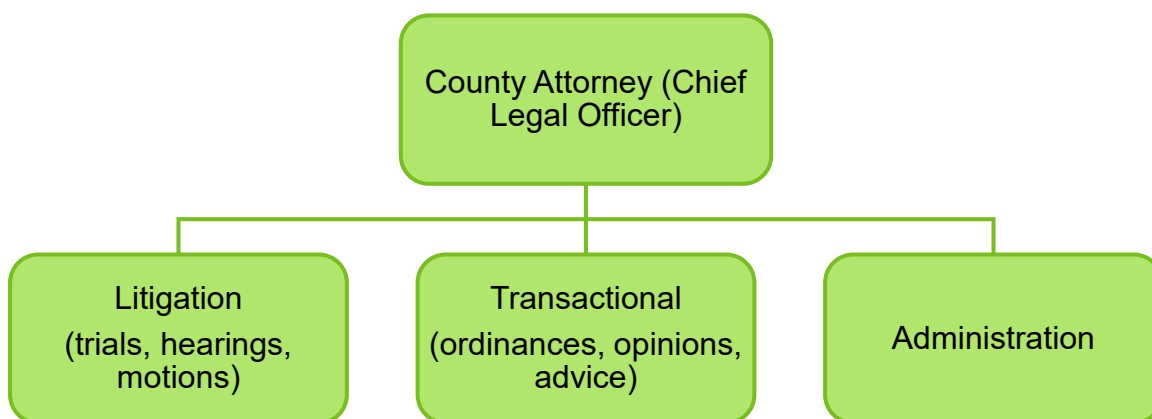 County Attorney (Chief
Legal Officer)
Litigation
(trials, hearings,
motions)
Transactional
(ordinances, opinions,
advice)
Administration